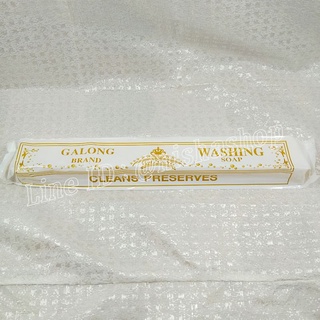 GALONG
BRAND
WASHING
SOAP
CLEANS PRESERVES